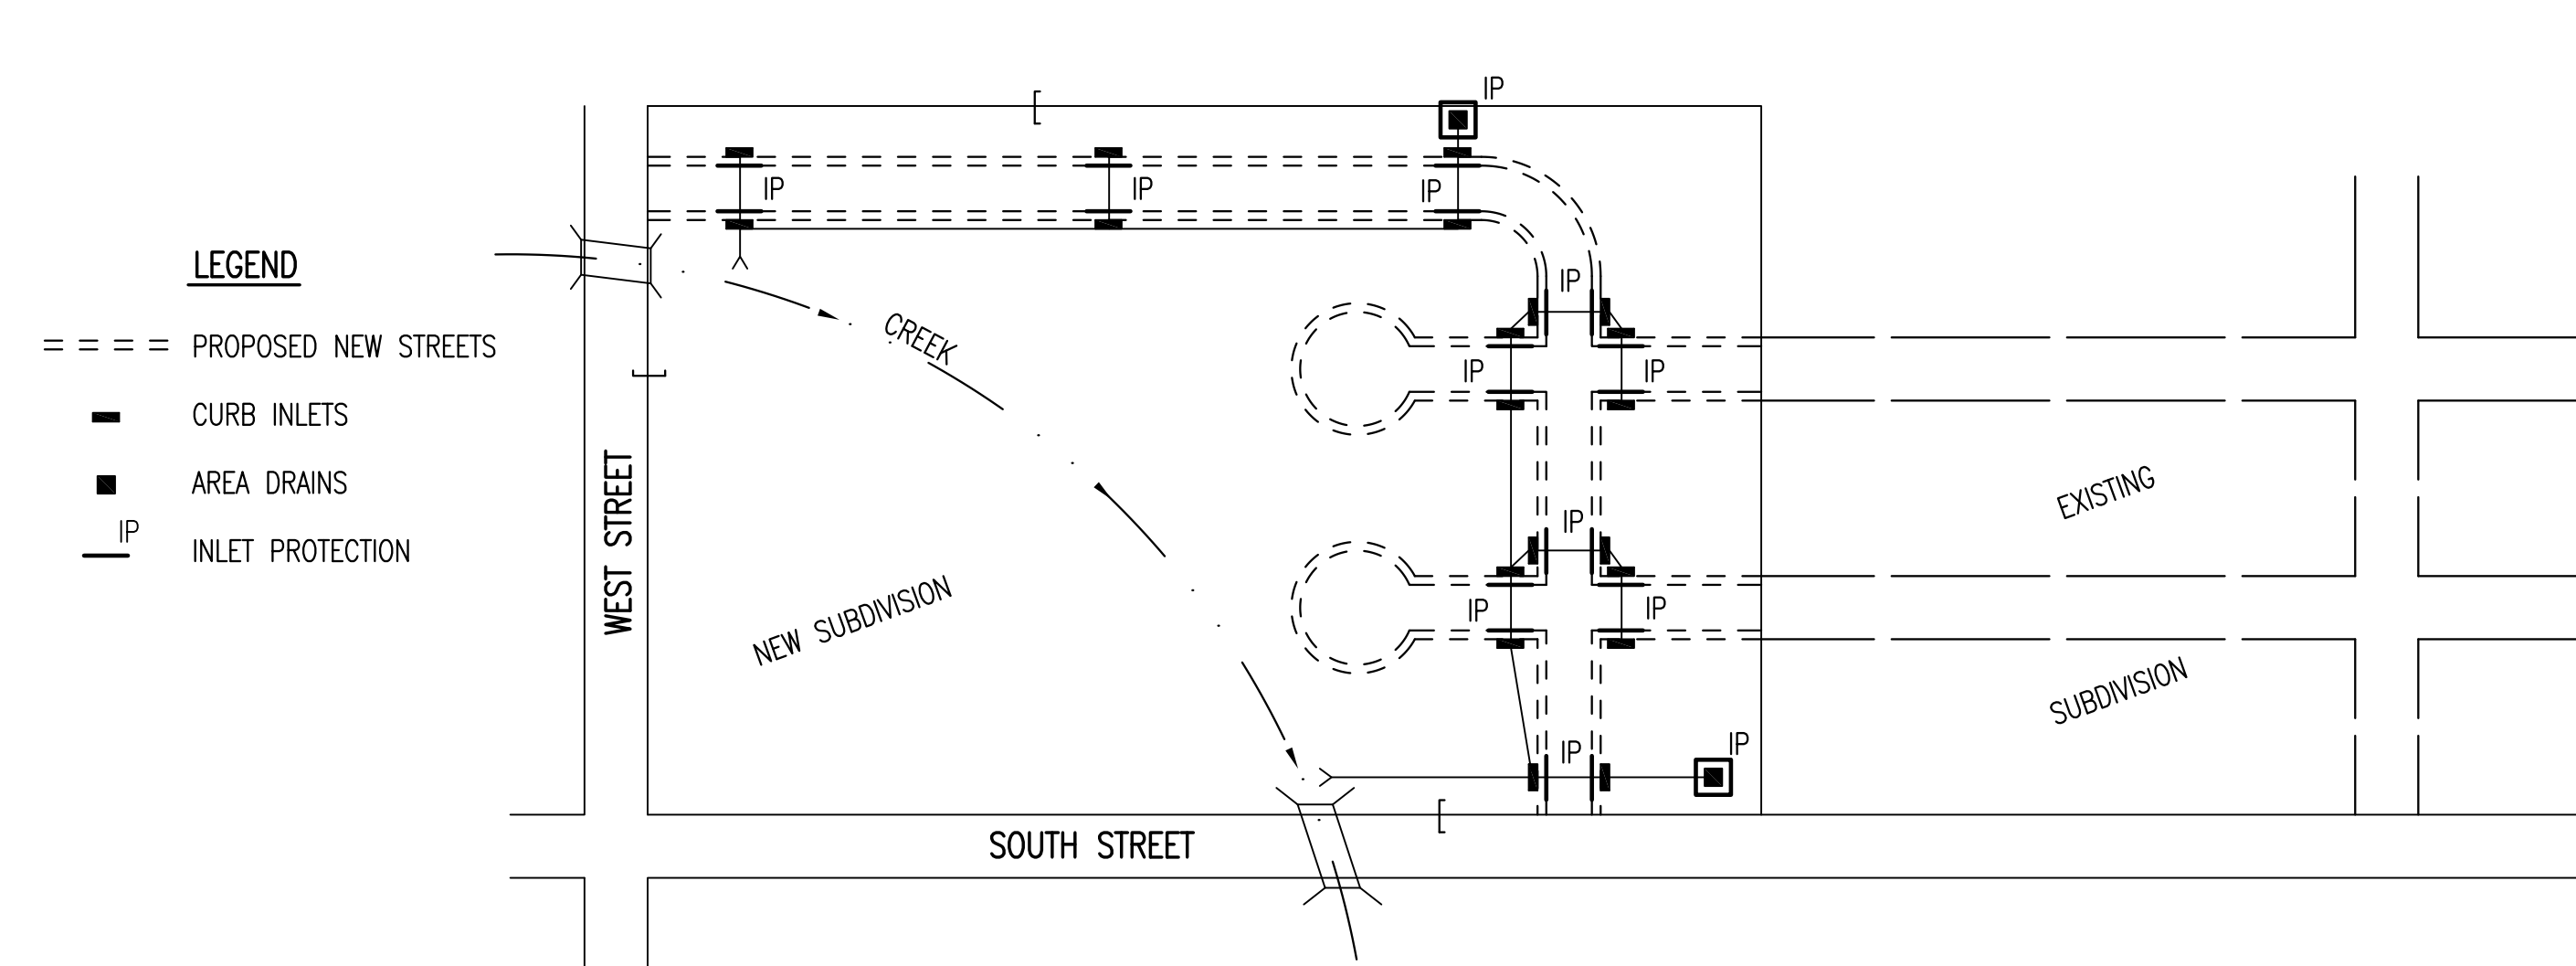 IP
IP
IP
IP
LEGEND
IP
PROPOSED NEW STREETS
CREEK
IP
IP
CURB INLETS
AREA DRAINS
EXISTING
IP
INLET PROTECTION
IP
WEST STREET
NEW SUBDIVISION
IP
IP
SUBDIVISION
IP
IP
SOUTH STREET